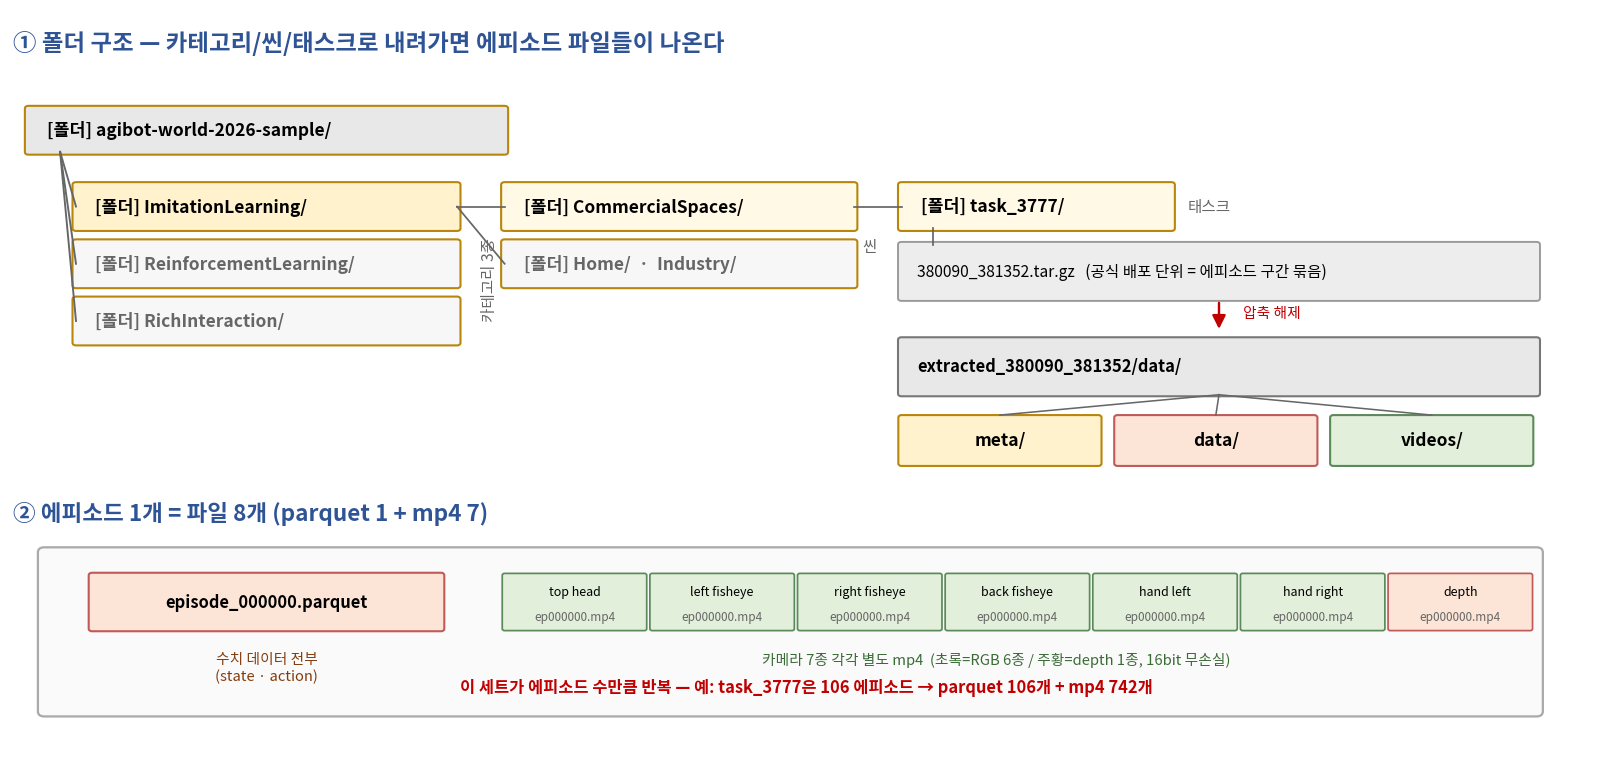 ① 폴더 구조 — 카테고리/씬/태스크로 내려가면 에피소드 파일들이 나온다
[폴더] agibot-world-2026-sample/
[폴더] ImitationLearning/
[폴더] CommercialSpaces/
[폴더] task_3777/
태스크
[폴더] ReinforcementLearning/
카테고리 3종
[폴더] Home/ · Industry/
씬
380090_381352.tar.gz (공식 배포 단위 = 에피소드 구간 묶음)
[폴더] RichInteraction/
압축 해제
extracted_380090_381352/data/
meta/
data/
videos/
② 에피소드 1개 = 파일 8개 (parquet 1 + mp4 7)
episode_000000.parquet
top head
ep000000.mp4
left fisheye
ep000000.mp4
right fisheye
ep000000.mp4
back fisheye
ep000000.mp4
hand left
ep000000.mp4
hand right
ep000000.mp4
depth
ep000000.mp4
수치 데이터 전부
(state · action)
카메라 7종 각각 별도 mp4 (초록=RGB 6종 / 주황=depth 1종, 16bit 무손실)
이 세트가 에피소드 수만큼 반복 — 예: task_3777은 106 에피소드 → parquet 106개 + mp4 742개